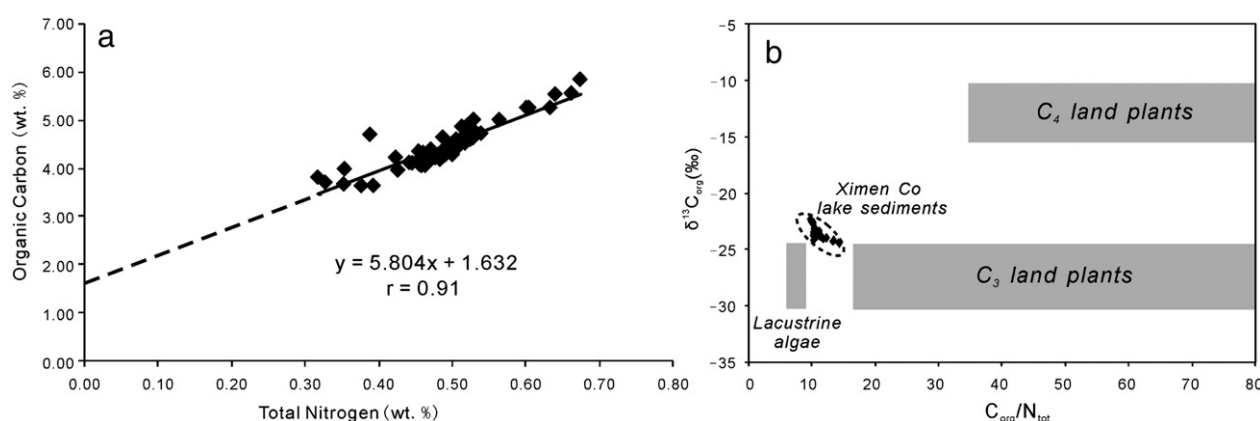 a
7.00
6.00
5.00
4.00
3.00
2.00
1.00
0.00
Organic Carbon (wt. %)
y = 5.804x + 1.632
r = 0.91
0.00 0.10 0.20 0.30 0.40 0.50 0.60 0.70 0.80
Total Nitrogen (wt. %)
b
−5
−10
−15
−20
−25
−30
−35
δ¹³C_org(‰)
C₄ land plants
Ximen Co
lake sediments
C₃ land plants
Lacustrine
algae
0 10 20 30 40 50 60 70 80
C_org/N_tot